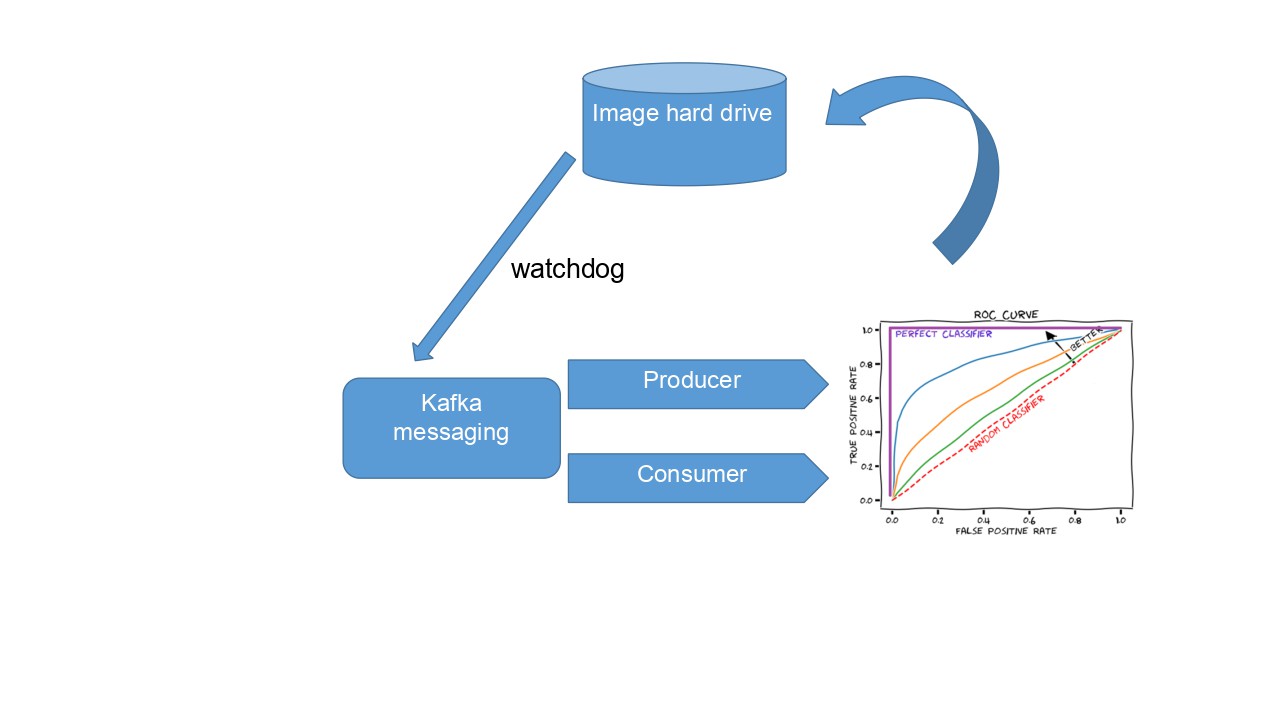 Image hard drive
watchdog
Kafka
messaging
Producer
Consumer
ROC CURVE
PERFECT CLASSIFIER
BETTER
RANDOM CLASSIFIER
TRUE POSITIVE RATE
1.0
0.8
0.6
0.4
0.2
0.0
0.0 0.2 0.4 0.6 0.8 1.0
FALSE POSITIVE RATE